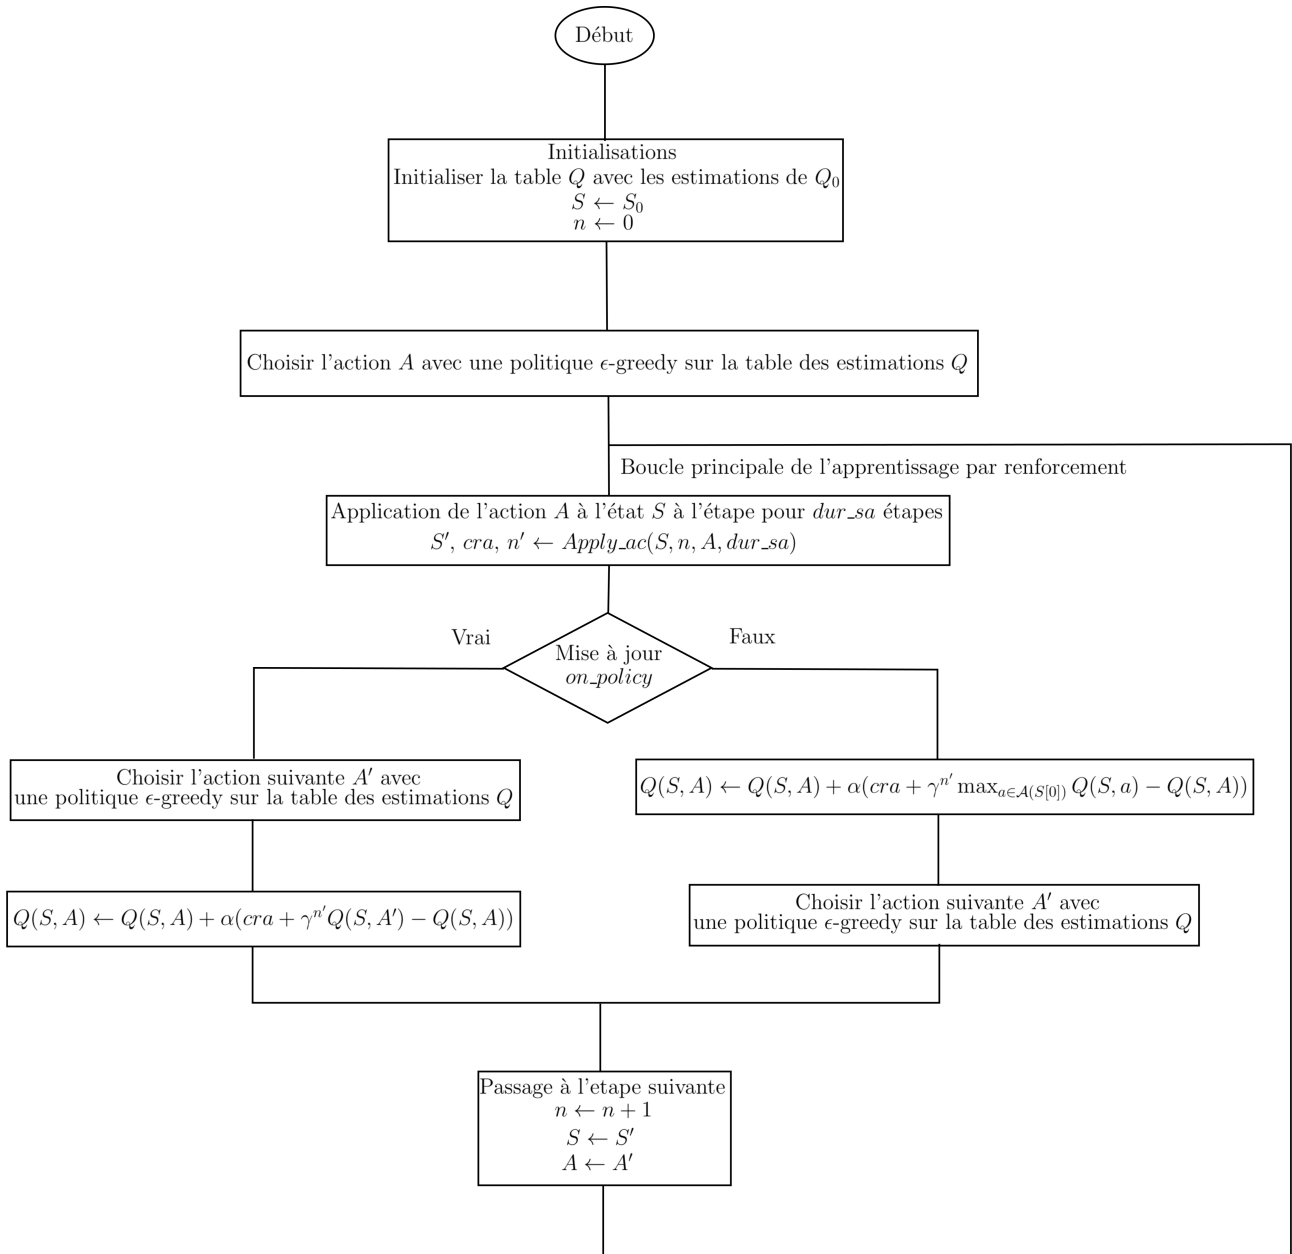 Début
Initialisations
Initialiser la table Q avec les estimations de Q₀
S ← S₀
n ← 0
Choisir l'action A avec une politique ϵ-greedy sur la table des estimations Q
Boucle principale de l'apprentissage par renforcement
Application de l'action A à l'état S à l'étape pour dur_sa étapes
S′, cra, n′ ← Apply_ac(S, n, A, dur_sa)
Vrai
Faux
Mise à jour
on_policy
Choisir l'action suivante A′ avec
une politique ϵ-greedy sur la table des estimations Q
Q(S, A) ← Q(S, A) + α(cra + γ^{n′} Q(S, A′) − Q(S, A))
Q(S, A) ← Q(S, A) + α(cra + γ^{n′} max_{a∈𝒜(S[0])} Q(S, a) − Q(S, A))
Choisir l'action suivante A′ avec
une politique ϵ-greedy sur la table des estimations Q
Passage à l'etape suivante
n ← n + 1
S ← S′
A ← A′